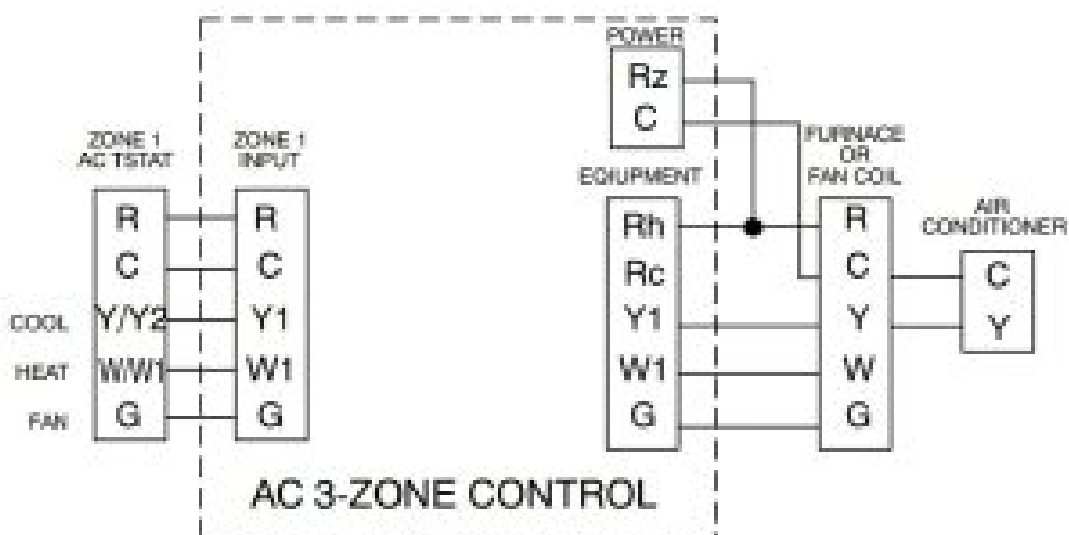 POWER
Rz
C
ZONE 1
AC TSTAT
R
C
Y/Y2
W/W1
G
COOL
HEAT
FAN
ZONE 1
INPUT
R
C
Y1
W1
G
EQIUPMENT
Rh
Rc
Y1
W1
G
FURNACE
OR
FAN COIL
R
C
Y
W
G
AIR
CONDITIONER
C
Y
AC 3-ZONE CONTROL